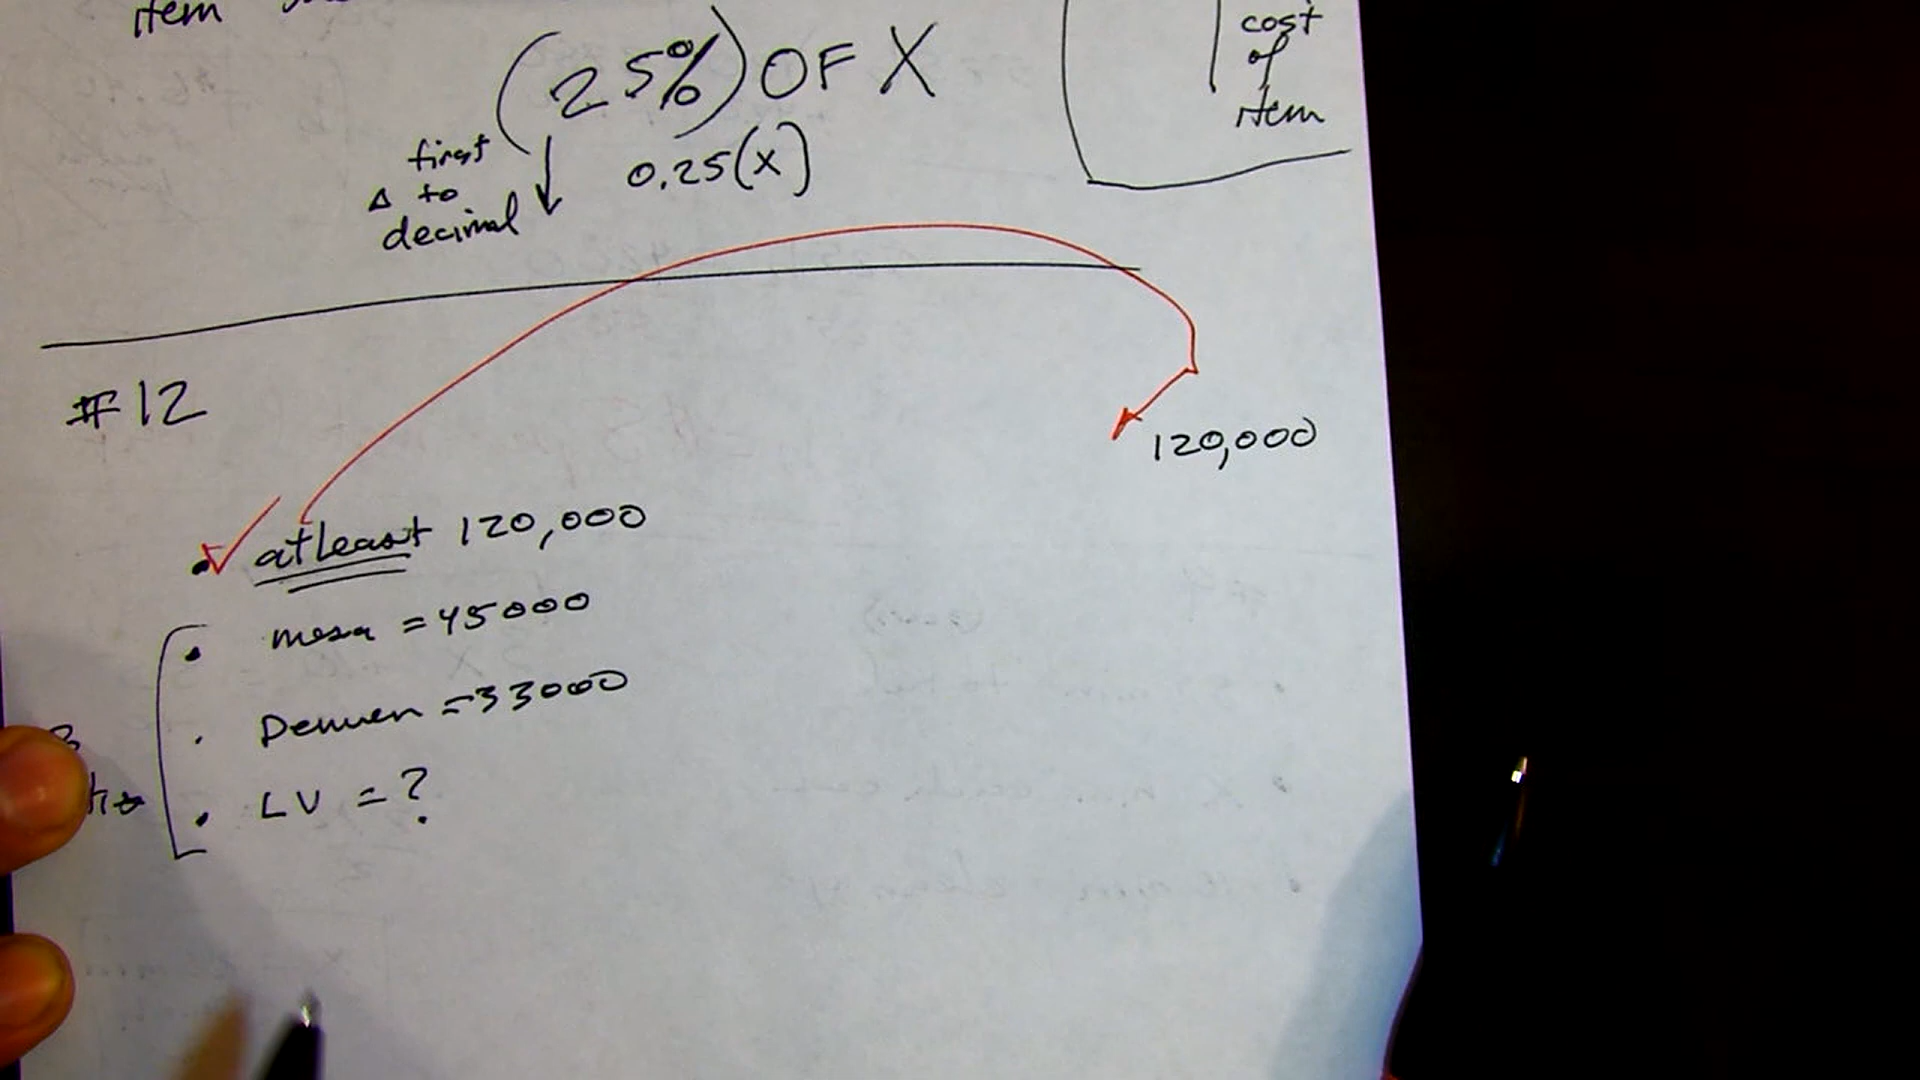 item
(25%) OF X
cost
of
item
first
Δ to
decimal
0.25(x)
#12
120,000
atleast 120,000
mesa = 45000
Denver = 33000
LV = ?